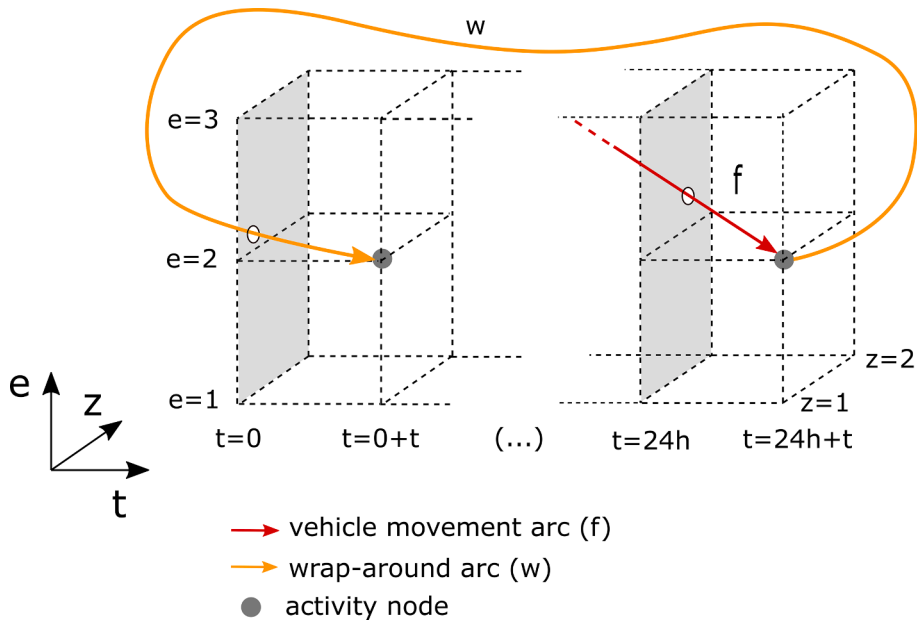 w
e=3
f
e=2
z=2
e
z
e=1
z=1
t=0
t=0+t
(...)
t=24h
t=24h+t
t
vehicle movement arc (f)
wrap-around arc (w)
activity node